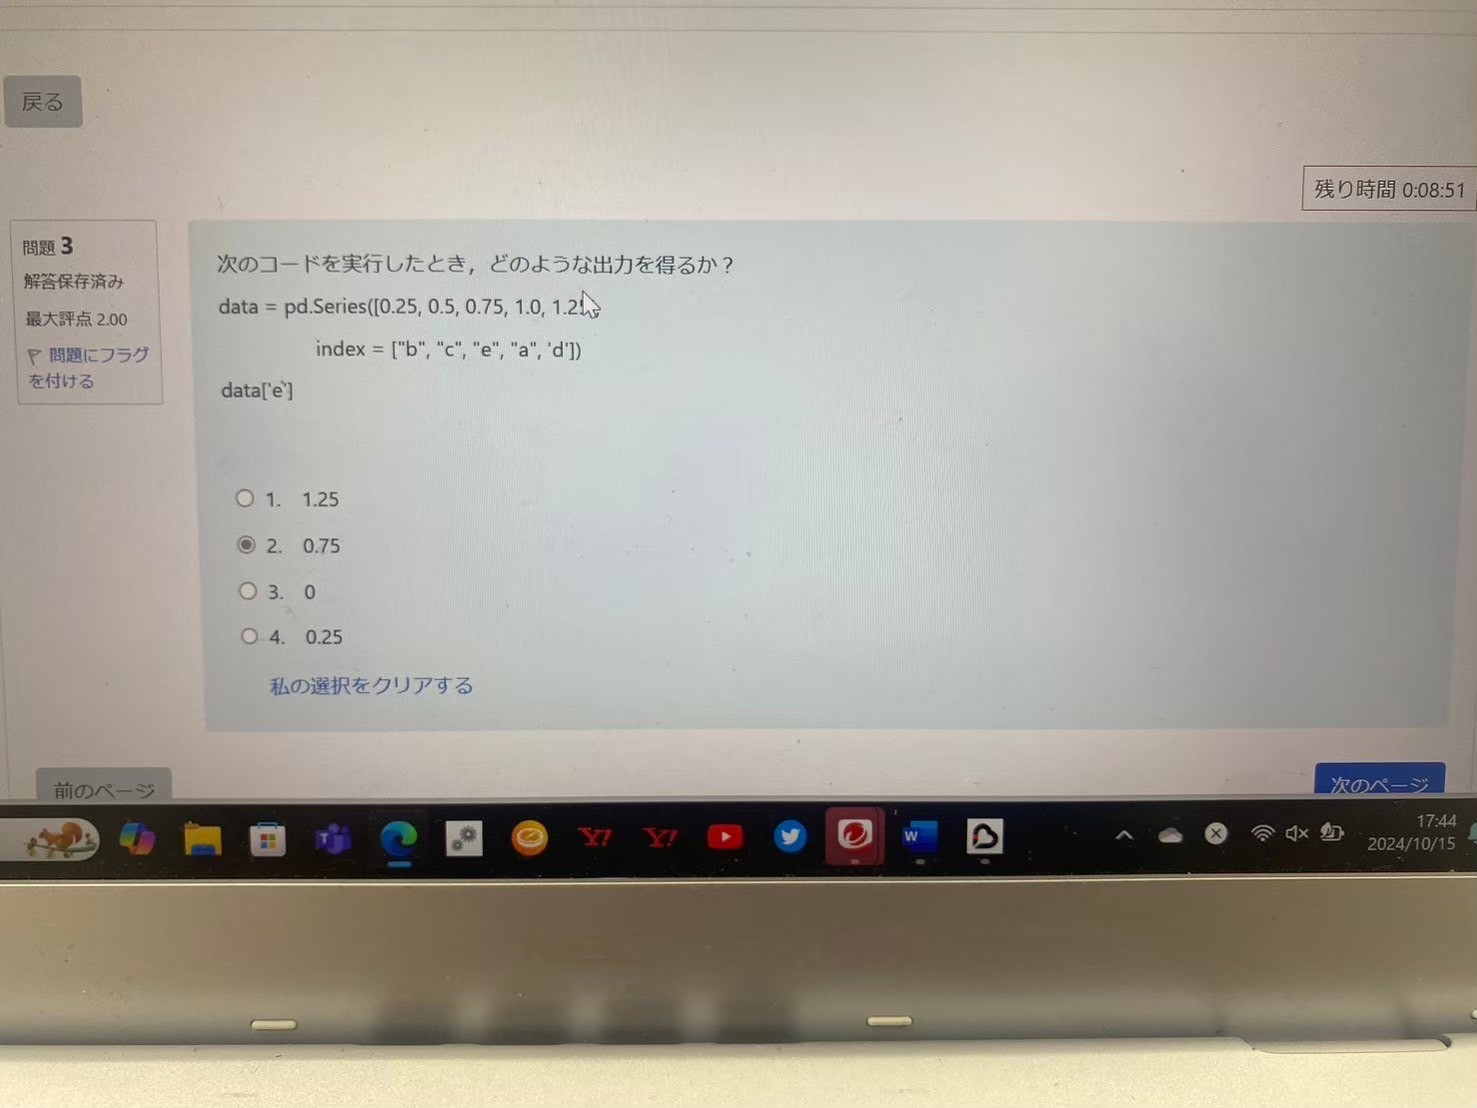 戻る
残り時間 0:08:51
問題 3
解答保存済み
最大評点 2.00
問題にフラグ
を付ける
次のコードを実行したとき，どのような出力を得るか？
data = pd.Series([0.25, 0.5, 0.75, 1.0,
index = ["b", "c", "e", "a", 'd'])
data['e']
1. 1.25
2. 0.75
3. 0
4. 0.25
私の選択をクリアする
前のページ
次のページ
17:44
2024/10/15